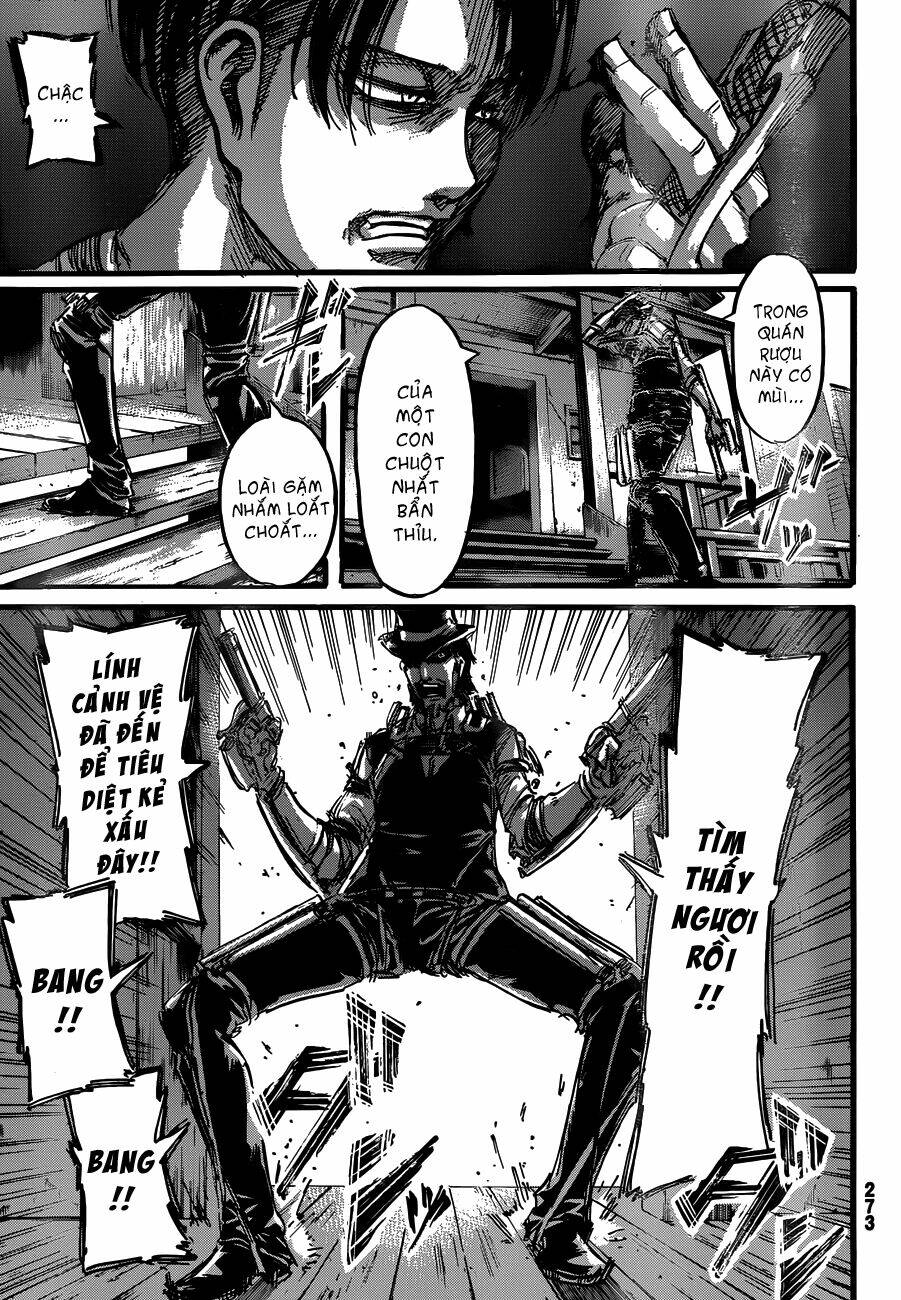 CHẬC
...
TRONG
QUÁN
RƯỢU
NÀY CÓ
MÙI...
CỦA
MỘT
CON
CHUỘT
NHẮT
BẨN
THỈU.
LOÀI GẶM
NHẤM LOẮT
CHOẮT...
TÌM
THẤY
NGƯƠI
RỒI
!!
LÍNH
CẢNH VỆ
ĐÃ ĐẾN
ĐỂ TIÊU
DIỆT KẺ
XẤU
ĐÂY!!
BANG
!!
BANG
!!
273